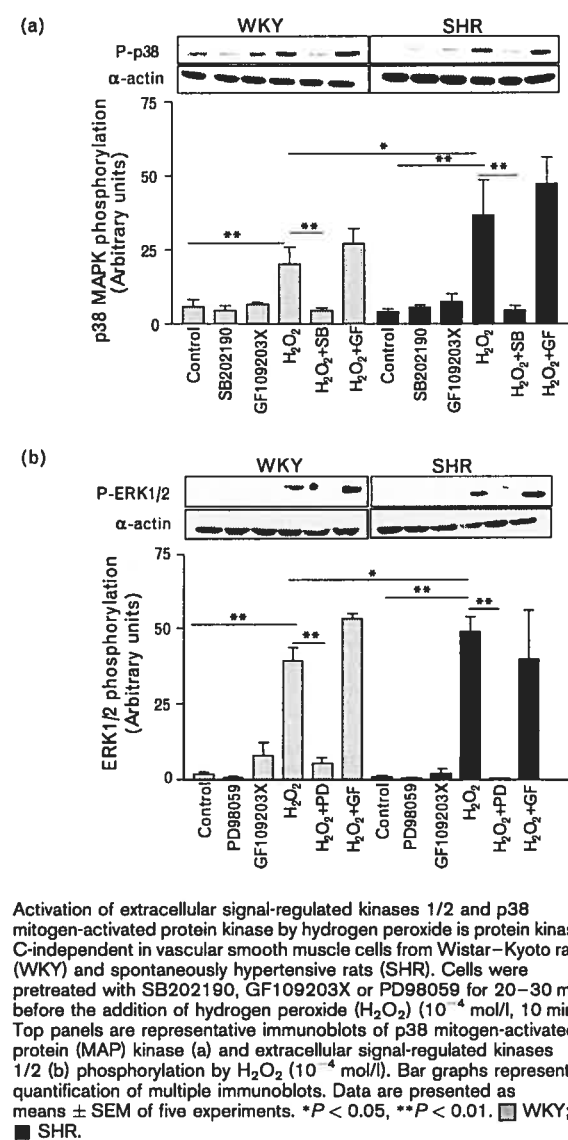 (a)
WKY SHR
P-p38
α-actin
p38 MAPK phosphorylation
(Arbitrary units)
75
50
25
0
* ** ** ** **
Control SB202190 GF109203X H₂O₂ H₂O₂+SB H₂O₂+GF Control SB202190 GF109203X H₂O₂ H₂O₂+SB H₂O₂+GF
(b)
WKY SHR
P-ERK1/2
α-actin
ERK1/2 phosphorylation
(Arbitrary units)
75
50
25
0
* ** ** ** **
Control PD98059 GF109203X H₂O₂ H₂O₂+PD H₂O₂+GF Control PD98059 GF109203X H₂O₂ H₂O₂+PD H₂O₂+GF
Activation of extracellular signal-regulated kinases 1/2 and p38
mitogen-activated protein kinase by hydrogen peroxide is protein kinas
C-independent in vascular smooth muscle cells from Wistar–Kyoto ra
(WKY) and spontaneously hypertensive rats (SHR). Cells were
pretreated with SB202190, GF109203X or PD98059 for 20–30 m
before the addition of hydrogen peroxide (H₂O₂) (10⁻⁴ mol/l, 10 min
Top panels are representative immunoblots of p38 mitogen-activated
protein (MAP) kinase (a) and extracellular signal-regulated kinases
1/2 (b) phosphorylation by H₂O₂ (10⁻⁴ mol/l). Bar graphs represent
quantification of multiple immunoblots. Data are presented as
means ± SEM of five experiments. *P < 0.05, **P < 0.01. WKY;
SHR.